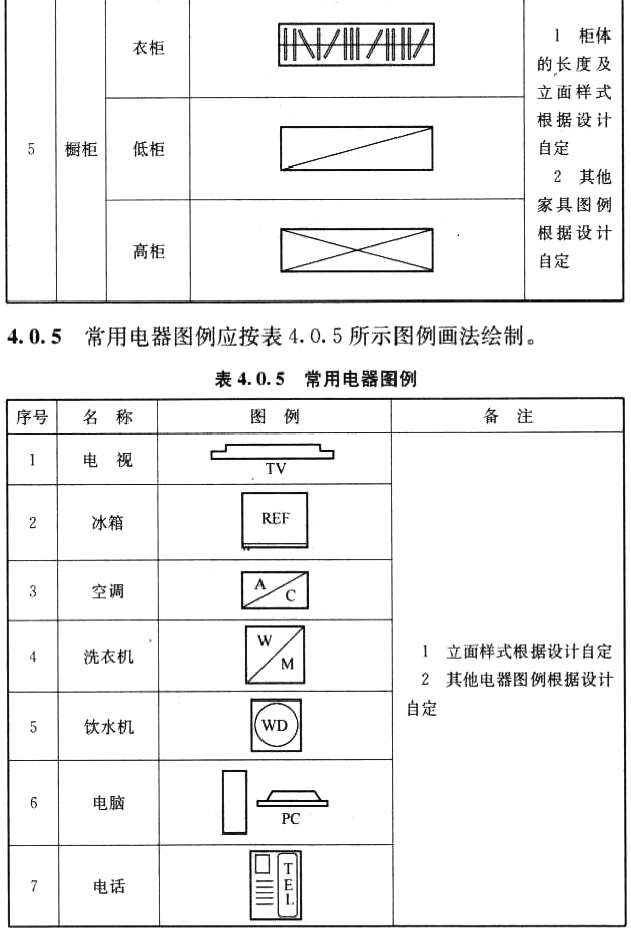 衣柜
5 橱柜 低柜
高柜
1 柜体
的长度及
立面样式
根据设计
自定
2 其他
家具图例
根据设计
自定
4.0.5 常用电器图例应按表 4.0.5 所示图例画法绘制。
表 4.0.5 常用电器图例
序号 名 称 图 例 备 注
1 电 视 TV
2 冰箱 REF
3 空调 A C
4 洗衣机 W M
5 饮水机 WD
6 电脑 PC
7 电话 TEL
1 立面样式根据设计自定
2 其他电器图例根据设计
自定